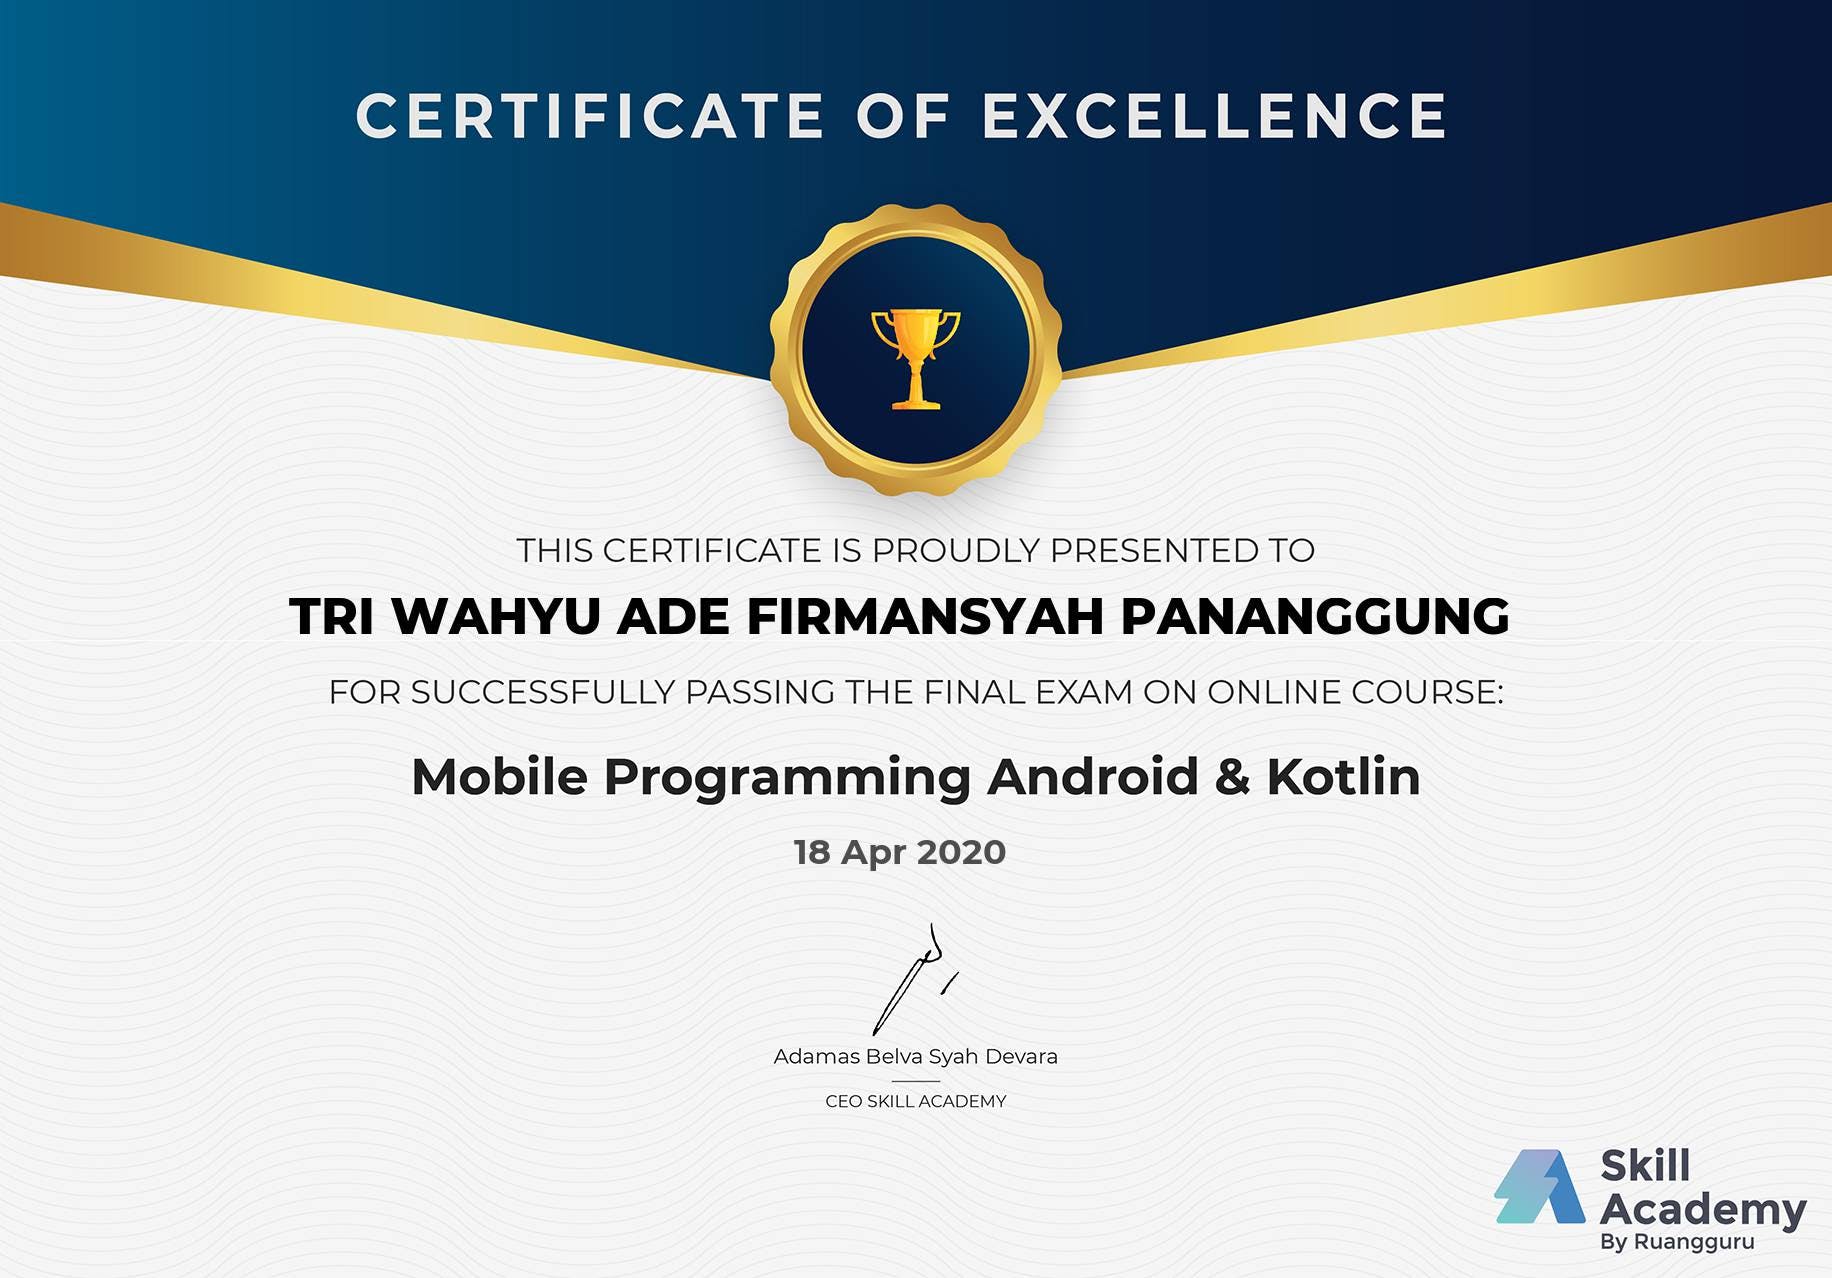 CERTIFICATE OF EXCELLENCE
THIS CERTIFICATE IS PROUDLY PRESENTED TO
TRI WAHYU ADE FIRMANSYAH PANANGGUNG
FOR SUCCESSFULLY PASSING THE FINAL EXAM ON ONLINE COURSE:
Mobile Programming Android & Kotlin
18 Apr 2020
Adamas Belva Syah Devara
CEO SKILL ACADEMY
Skill
Academy
By Ruangguru